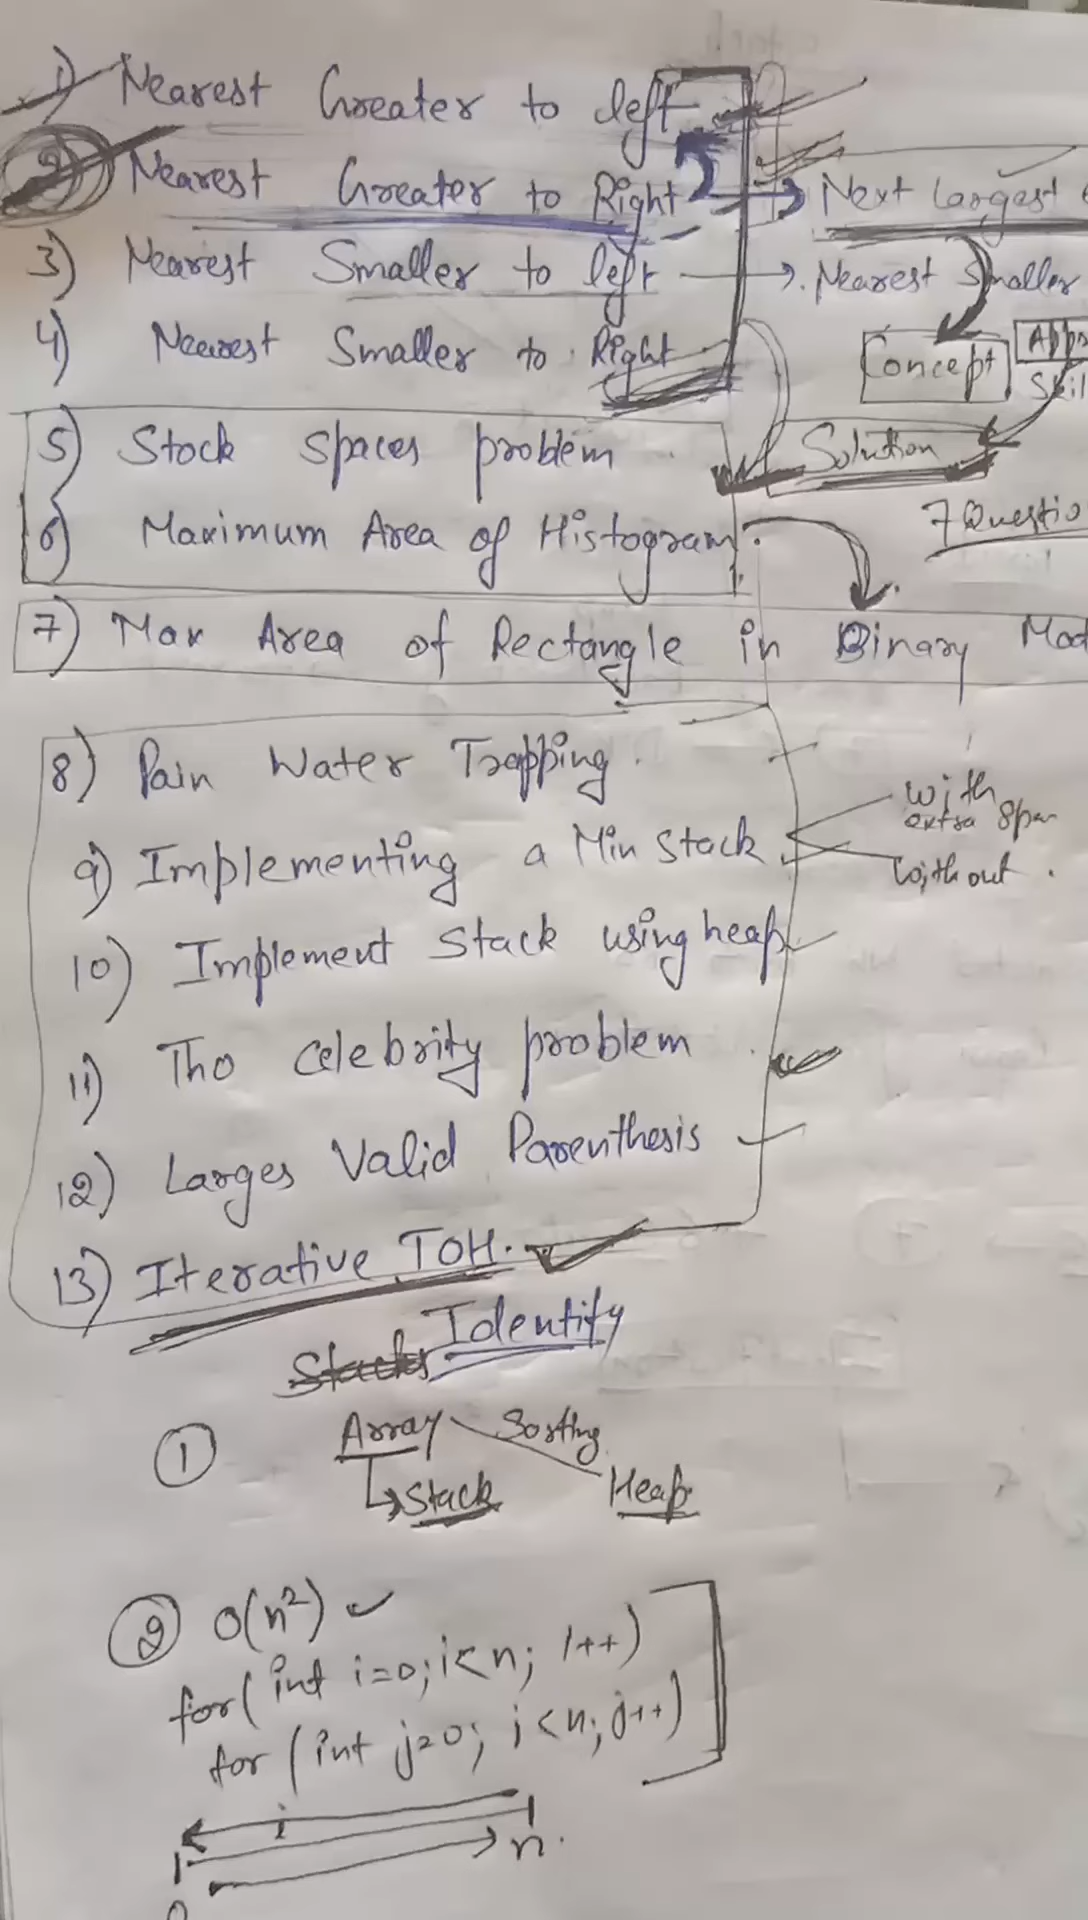 1) Nearest Greater to left
2) Nearest Greater to Right → Next Largest
3) Nearest Smaller to left → Nearest Smaller
4) Nearest Smaller to Right
Concept
Solution
5) Stock spaces problem
6) Maximum Area of Histogram.
7 Questio
7) Max Area of Rectangle in Binary Mat
8) Rain Water Trapping.
9) Implementing a Min Stack
with
extra span
without.
10) Implement Stack using heap
11) The Celebrity problem
12) Larges Valid Parenthesis
13) Iterative TOH.
Stacks Identify
1 Array Sorting
→ Stack Heap
2 O(n²)
for(int i=0; i<n; i++)
for (int j=0; j<n; j++)
i
0 n.